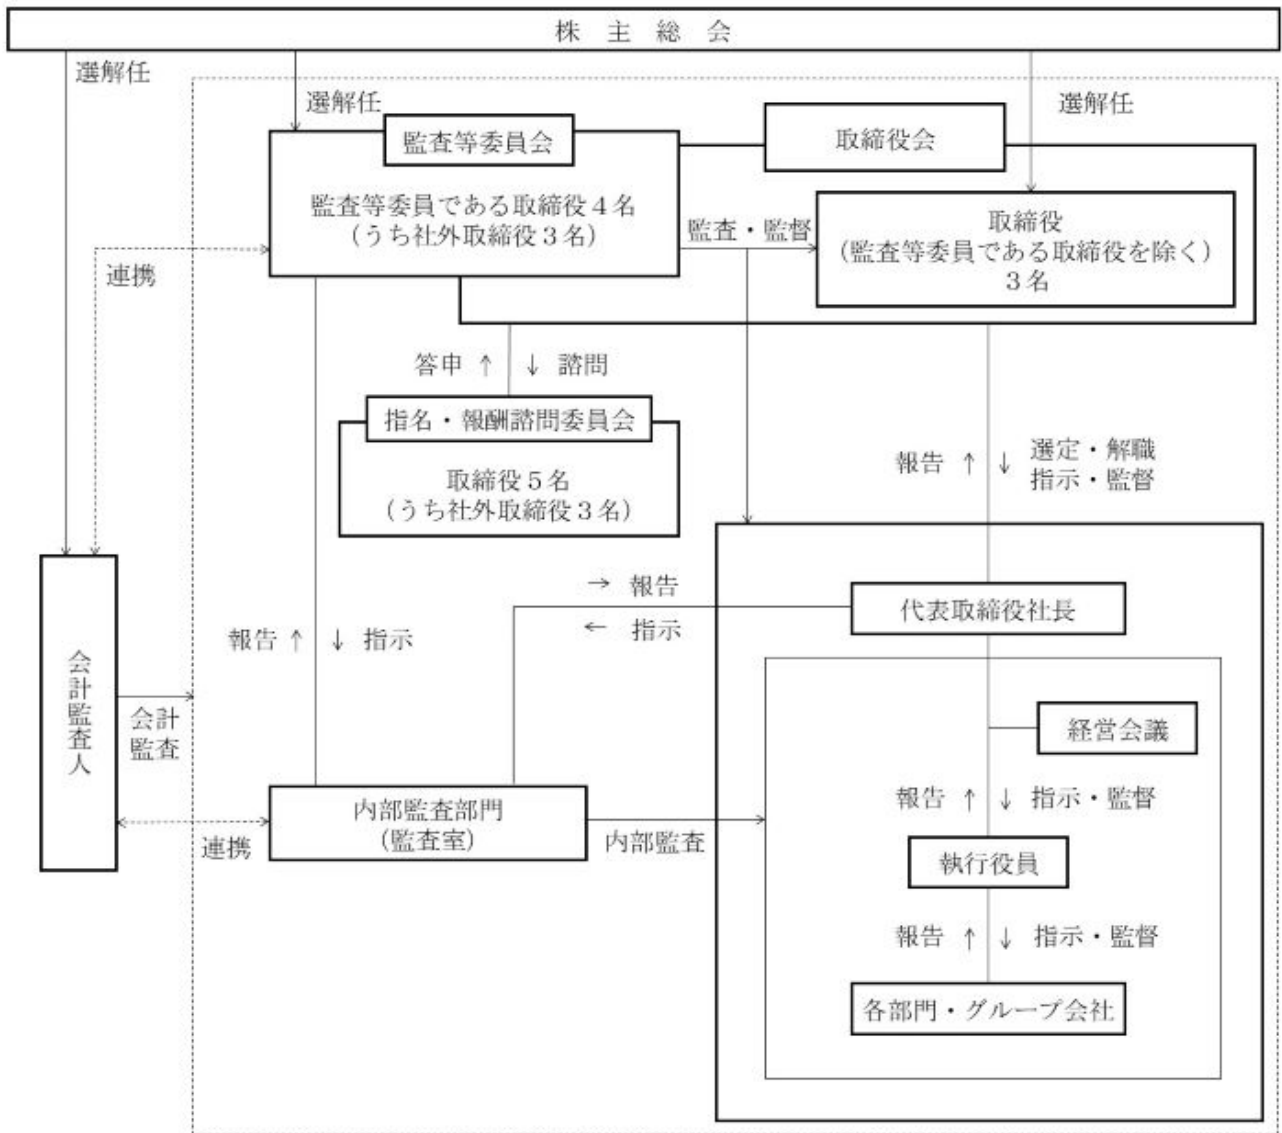 株主総会
選解任
選解任
選解任
監査等委員会
取締役会
監査等委員である取締役4名
(うち社外取締役3名)
監査・監督
取締役
(監査等委員である取締役を除く)
3名
連携
答申 ↑ ↓ 諮問
指名・報酬諮問委員会
取締役5名
(うち社外取締役3名)
報告 ↑ ↓ 選定・解職
指示・監督
→ 報告
← 指示
代表取締役社長
報告 ↑ ↓ 指示
会計監査人
会計
監査
経営会議
内部監査部門
(監査室)
連携
内部監査
報告 ↑ ↓ 指示・監督
執行役員
報告 ↑ ↓ 指示・監督
各部門・グループ会社